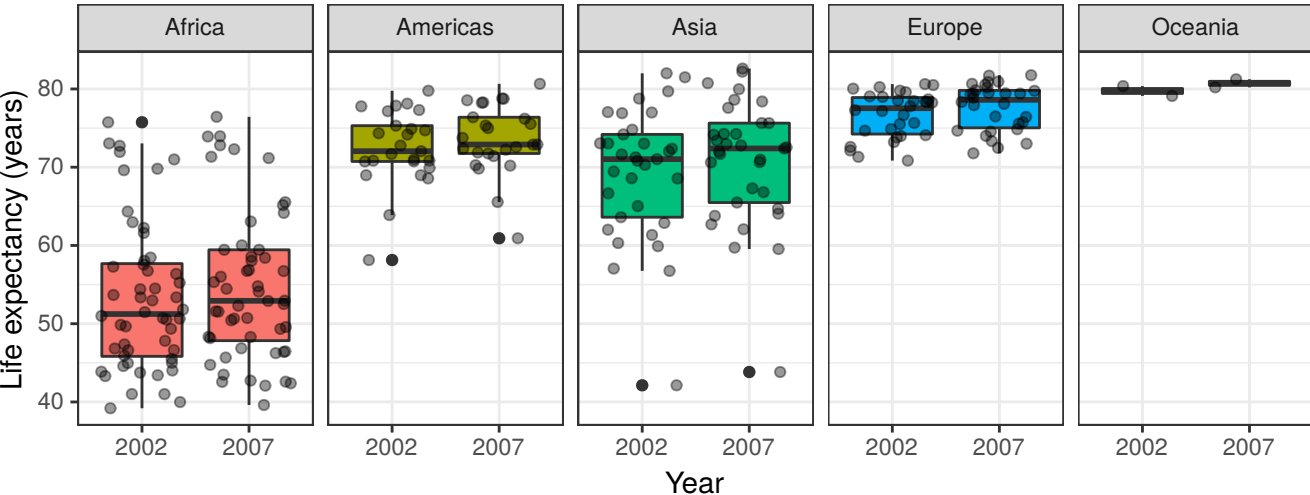 Africa Americas Asia Europe Oceania
Life expectancy (years)
80
70
60
50
40
2002 2007 2002 2007 2002 2007 2002 2007 2002 2007
Year